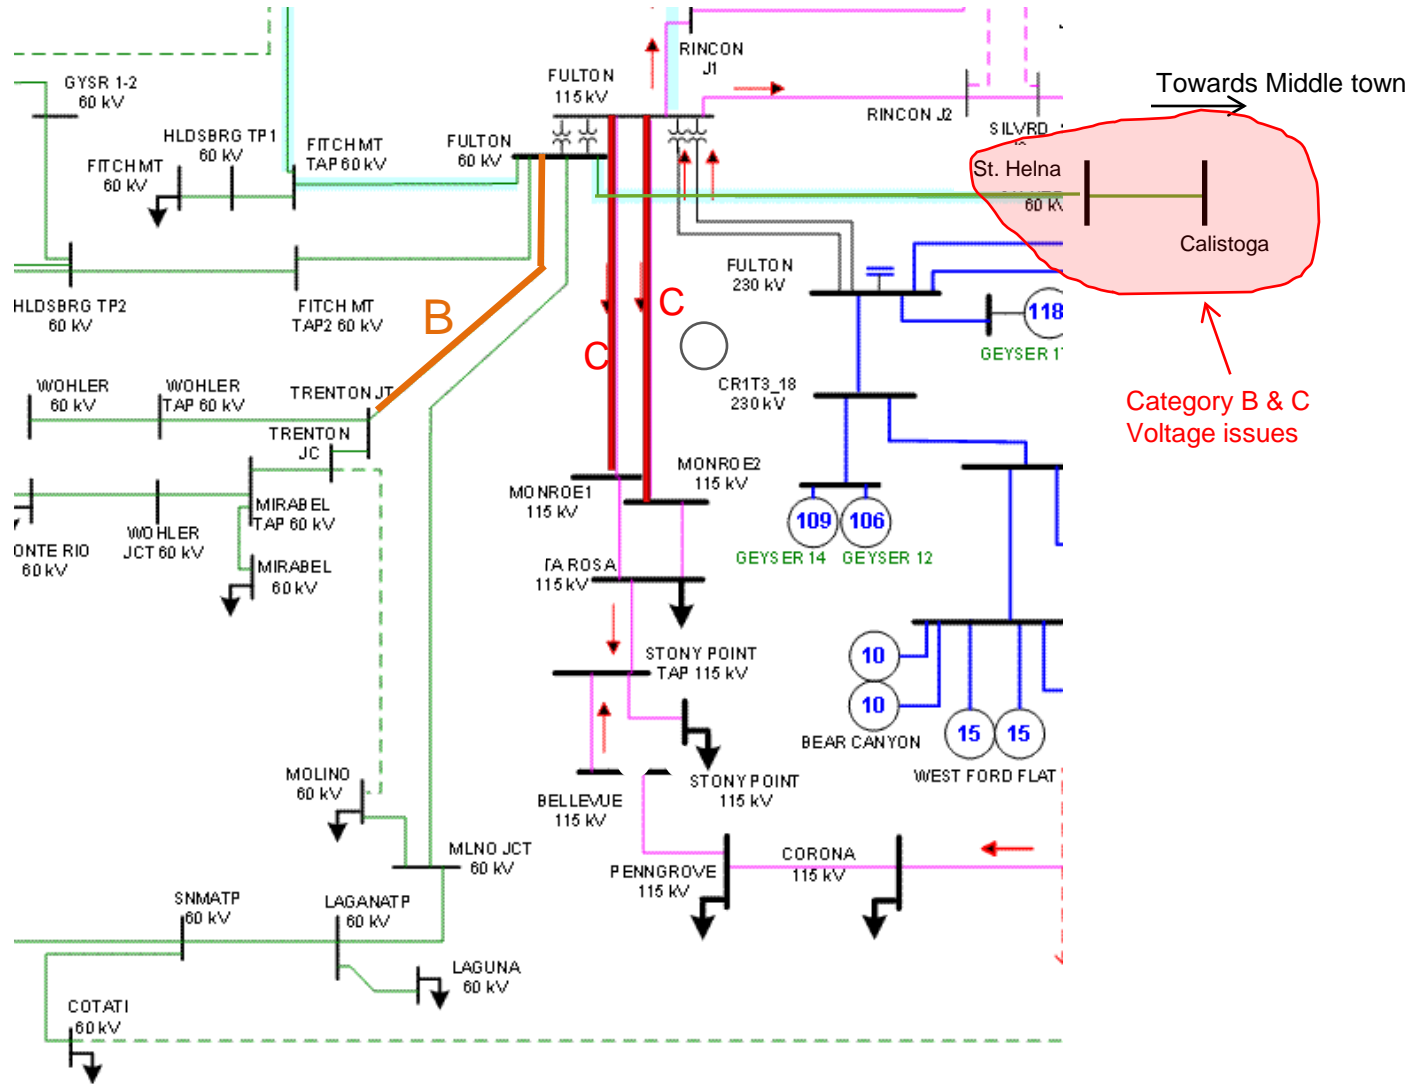 RINCON
J1
FULTON
115 kV
GYSR 1-2
60 kV
Towards Middle town
RINCON J2
HLDSBRG TP1
60 kV
FITCH MT
TAP 60 kV
FULTON
60 kV
SILVRD
FITCH MT
60 kV
St. Helna
60 kV
Calistoga
FULTON
230 kV
HLDSBRG TP2
60 kV
FITCH MT
TAP2 60 kV
B
C
C
118
GEYSER 1
WOHLER
60 kV
WOHLER
TAP 60 kV
TRENTON JT
CR1T3_18
230 kV
Category B & C
Voltage issues
TRENTON
JC
MONROE2
115 kV
MONROE1
115 kV
MIRABEL
TAP 60 kV
109
106
GEYSER 14
GEYSER 12
ONTE RIO
60 kV
WOHLER
JCT 60 kV
MIRABEL
60 kV
TA ROSA
115 kV
STONY POINT
TAP 115 kV
10
10
BEAR CANYON
15
15
WEST FORD FLAT
MOLINO
60 kV
BELLEVUE
115 kV
STONY POINT
115 kV
MLNO JCT
60 kV
PENNGROVE
115 kV
CORONA
115 kV
SNMATP
60 kV
LAGANATP
60 kV
LAGUNA
60 kV
COTATI
60 kV